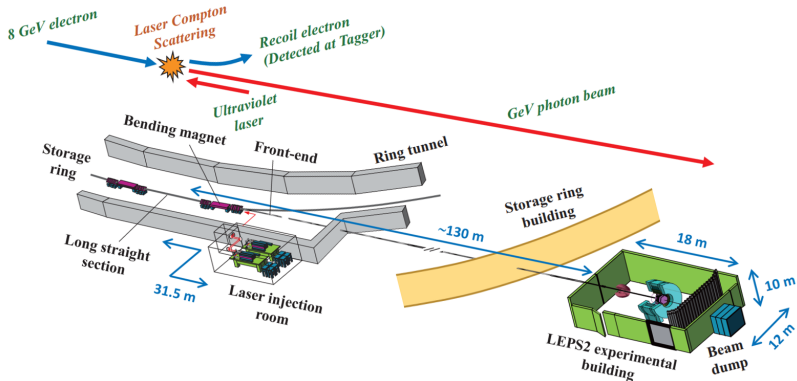 8 GeV electron
Laser Compton
Scattering
Recoil electron
(Detected at Tagger)
Ultraviolet
laser
GeV photon beam
Bending magnet
Front-end
Ring tunnel
Storage
ring
Storage ring
building
~130 m
18 m
Long straight
section
10 m
31.5 m
Laser injection
room
12 m
LEPS2 experimental
building
Beam
dump